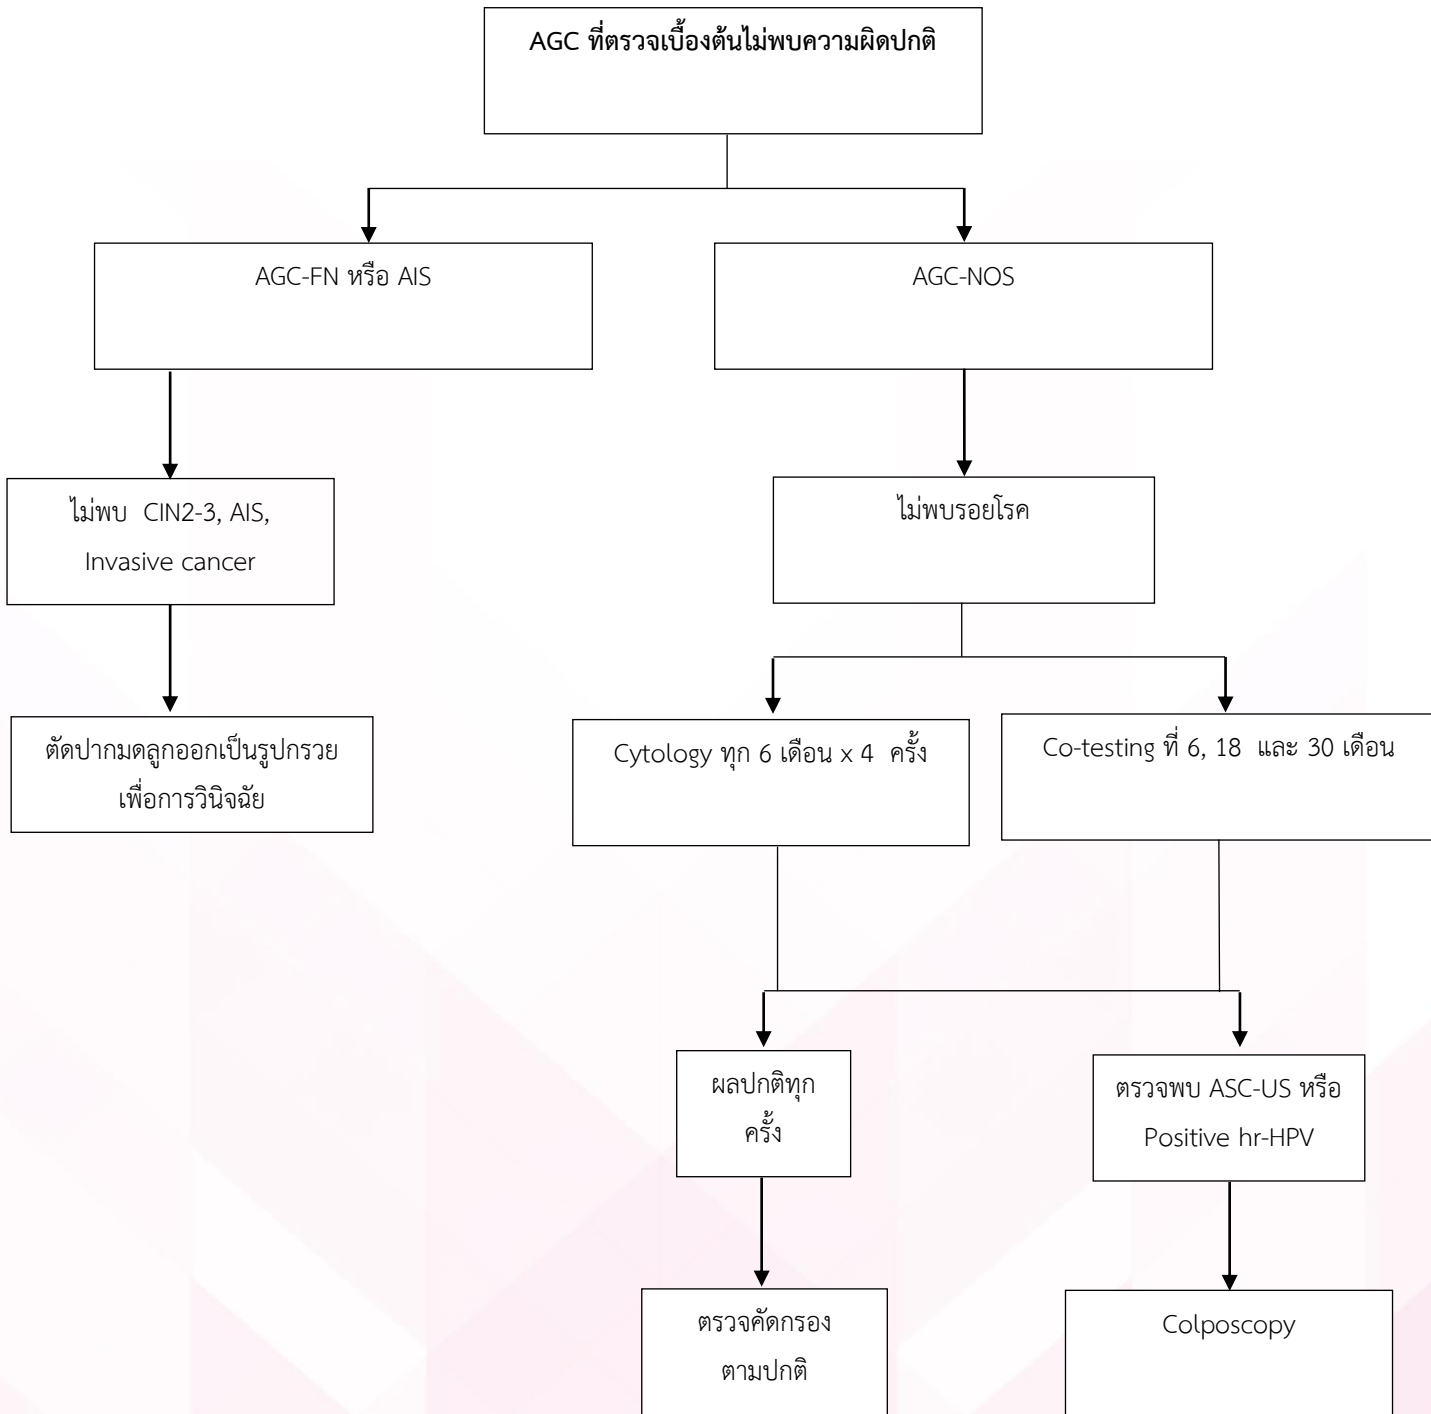 AGC ที่ตรวจเบื้องต้นไม่พบความผิดปกติ
AGC-FN หรือ AIS
AGC-NOS
ไม่พบ CIN2-3, AIS,
Invasive cancer
ไม่พบรอยโรค
ตัดปากมดลูกออกเป็นรูปกรวย
เพื่อการวินิจฉัย
Cytology ทุก 6 เดือน x 4 ครั้ง
Co-testing ที่ 6, 18 และ 30 เดือน
ผลปกติทุก
ครั้ง
ตรวจพบ ASC-US หรือ
Positive hr-HPV
ตรวจคัดกรอง
ตามปกติ
Colposcopy